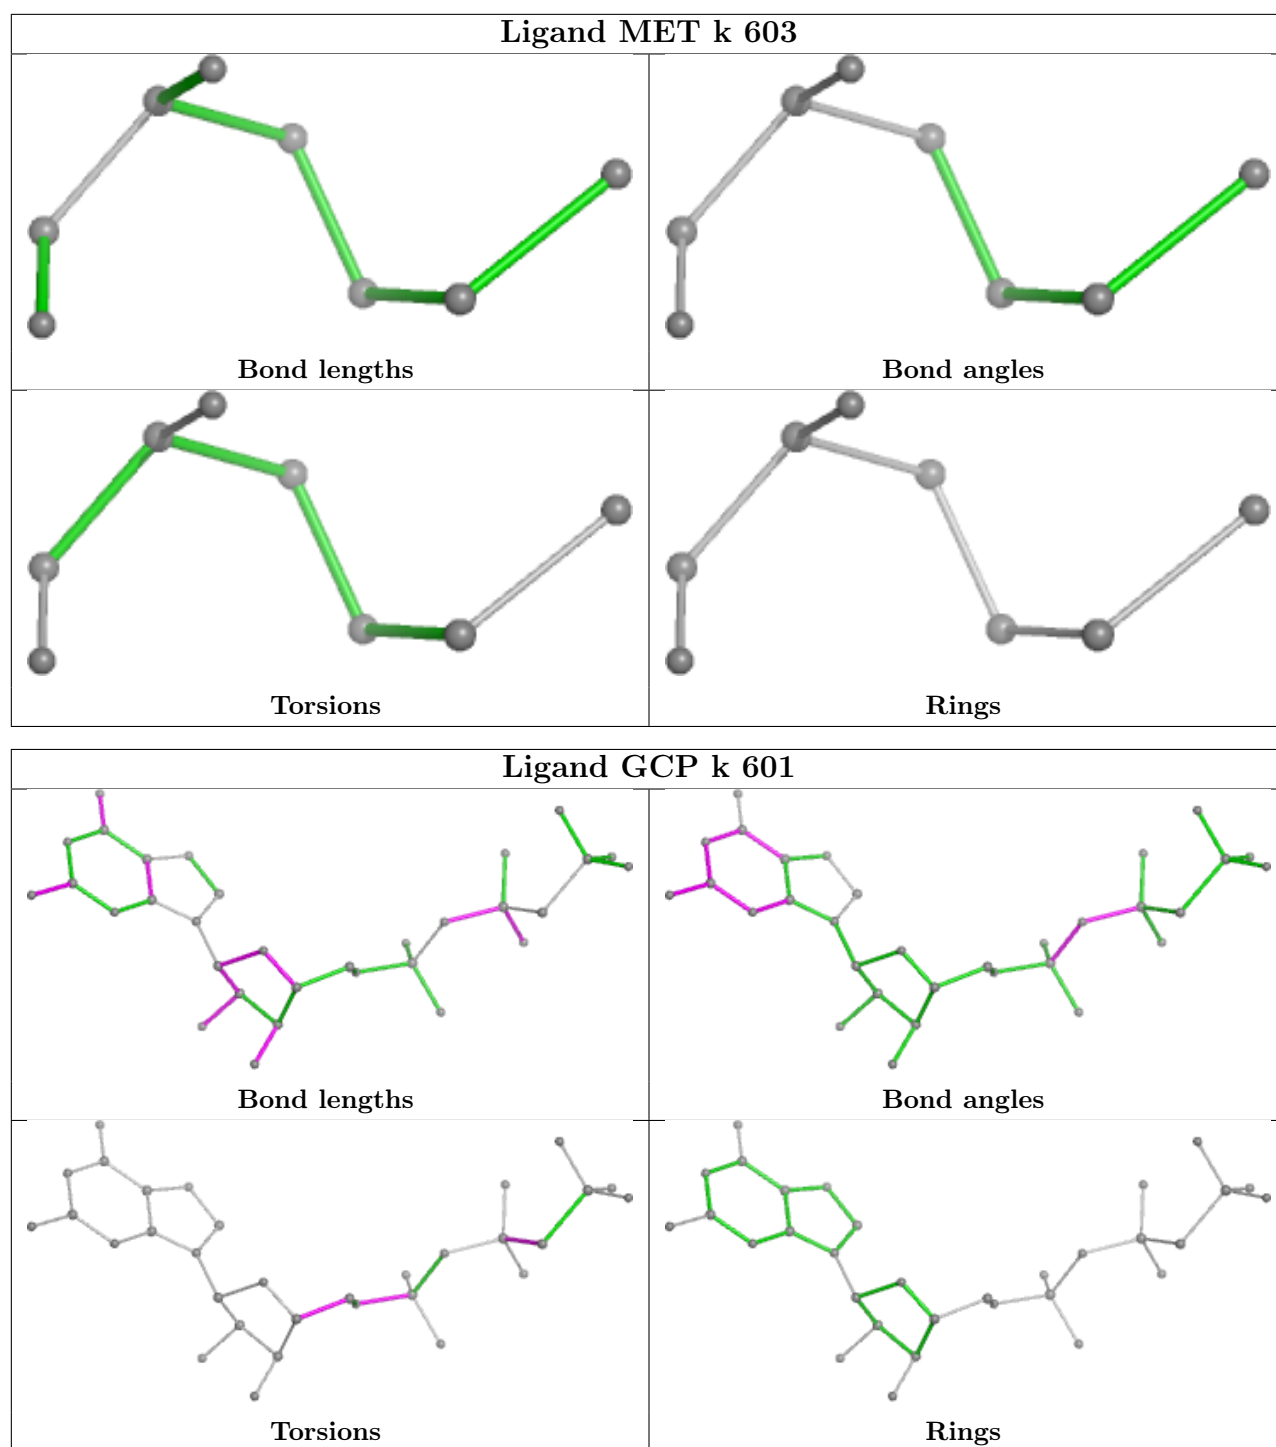 Ligand MET k 603
Bond lengths
Bond angles
Torsions
Rings
Ligand GCP k 601
Bond lengths
Bond angles
Torsions
Rings